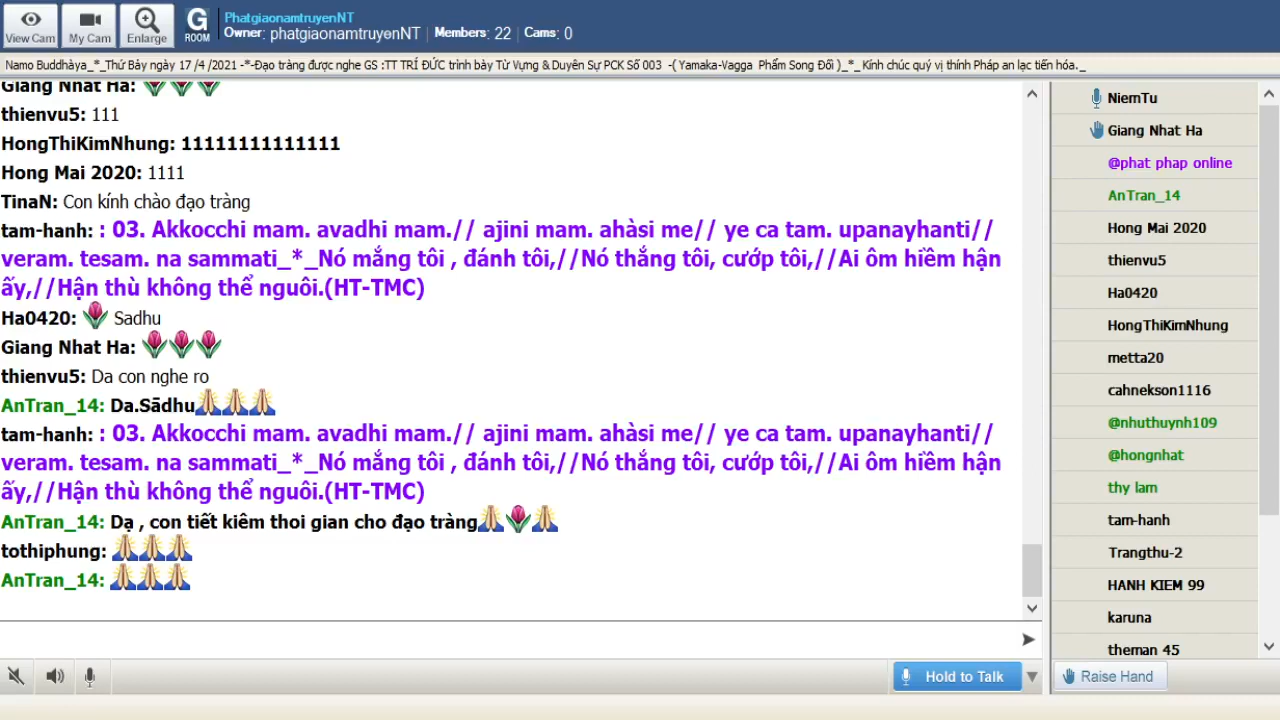 View Cam
My Cam
Enlarge
G
ROOM
PhatgiaonamtruyenNT
Owner: phatgiaonamtruyenNT | Members: 22 | Cams: 0
Namo Buddhàya_*_Thứ Bảy ngày 17 /4 /2021 -*-Đạo tràng được nghe GS :TT TRÍ ĐỨC trình bày Từ Vựng & Duyên Sự PCK Số 003 -( Yamaka-Vagga Phẩm Song Đối )_*_Kính chúc quý vị thính Pháp an lạc tiến hóa._
Giang Nhat Ha:
thienvu5: 111
HongThiKimNhung: 11111111111111
Hong Mai 2020: 1111
TinaN: Con kính chào đạo tràng
tam-hanh: : 03. Akkocchi mam. avadhi mam.// ajini mam. ahàsi me// ye ca tam. upanayhanti//
veram. tesam. na sammati_*_Nó mắng tôi , đánh tôi,//Nó thắng tôi, cướp tôi,//Ai ôm hiềm hận
ấy,//Hận thù không thể nguôi.(HT-TMC)
Ha0420: Sadhu
Giang Nhat Ha:
thienvu5: Da con nghe ro
AnTran_14: Da.Sādhu
tam-hanh: : 03. Akkocchi mam. avadhi mam.// ajini mam. ahàsi me// ye ca tam. upanayhanti//
veram. tesam. na sammati_*_Nó mắng tôi , đánh tôi,//Nó thắng tôi, cướp tôi,//Ai ôm hiềm hận
ấy,//Hận thù không thể nguôi.(HT-TMC)
AnTran_14: Dạ , con tiết kiêm thoi gian cho đạo tràng
tothiphung:
AnTran_14:
Hold to Talk
NiemTu
Giang Nhat Ha
@phat phap online
AnTran_14
Hong Mai 2020
thienvu5
Ha0420
HongThiKimNhung
metta20
cahnekson1116
@nhuthuynh109
@hongnhat
thy lam
tam-hanh
Trangthu-2
HANH KIEM 99
karuna
theman 45
Raise Hand